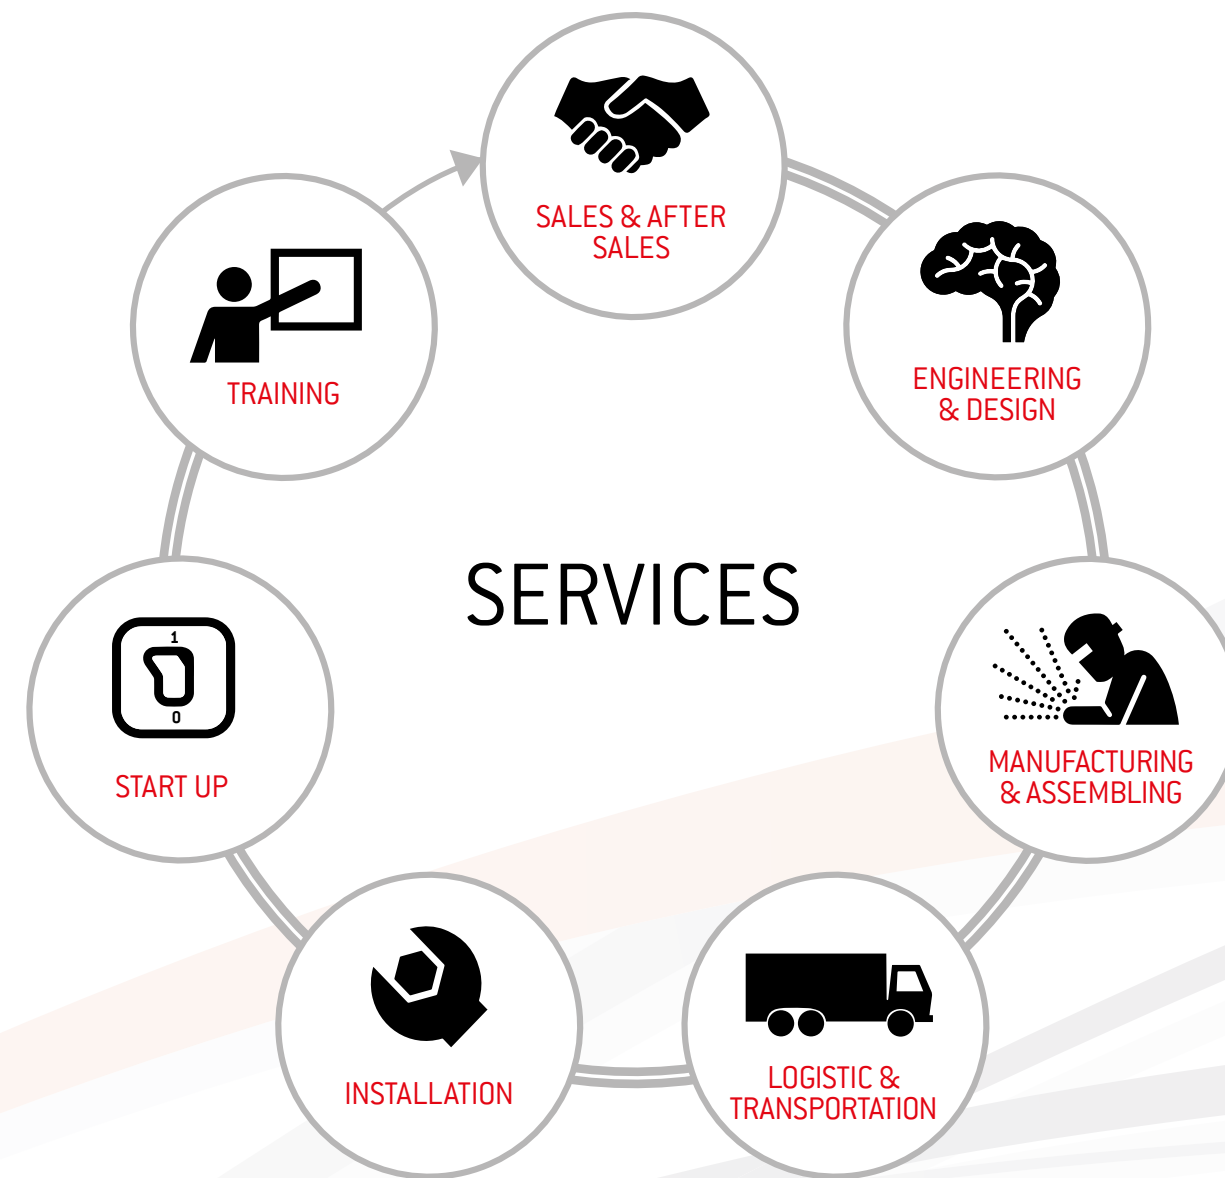 SALES & AFTER
SALES
ENGINEERING
& DESIGN
MANUFACTURING
& ASSEMBLING
LOGISTIC &
TRANSPORTATION
INSTALLATION
1
0
START UP
TRAINING
SERVICES